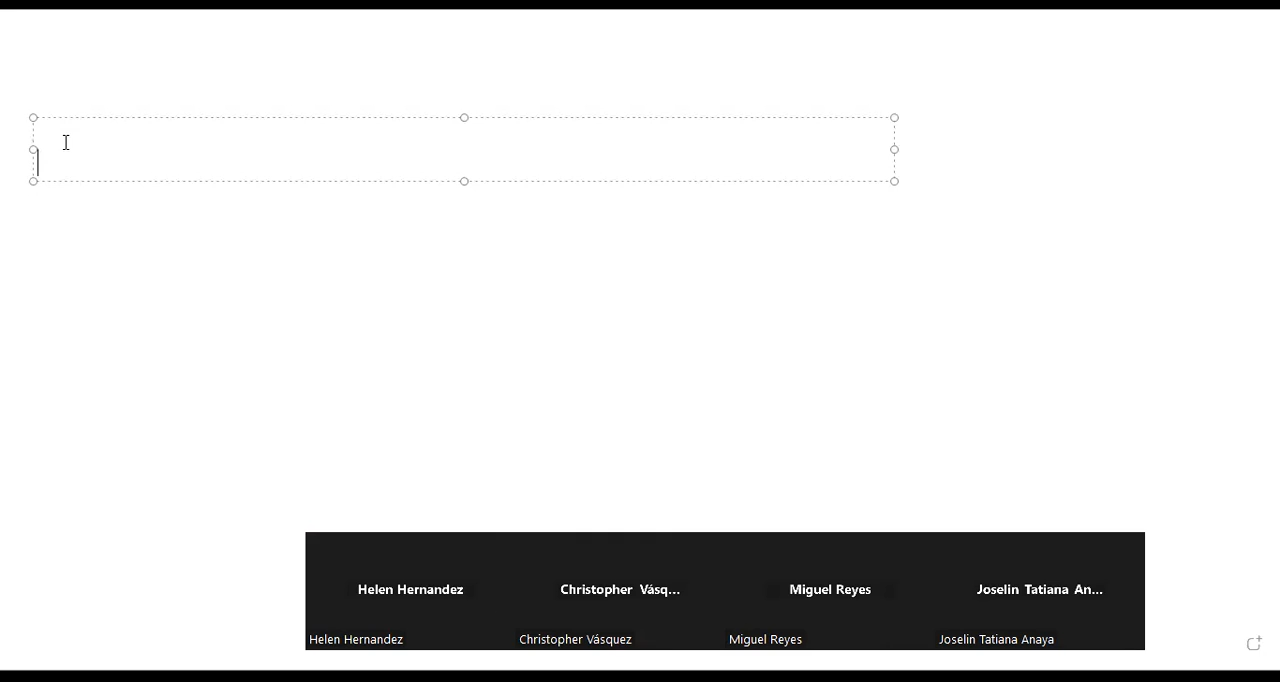 Helen Hernandez
Christopher Vásq...
Miguel Reyes
Joselin Tatiana An...
Helen Hernandez
Christopher Vásquez
Miguel Reyes
Joselin Tatiana Anaya